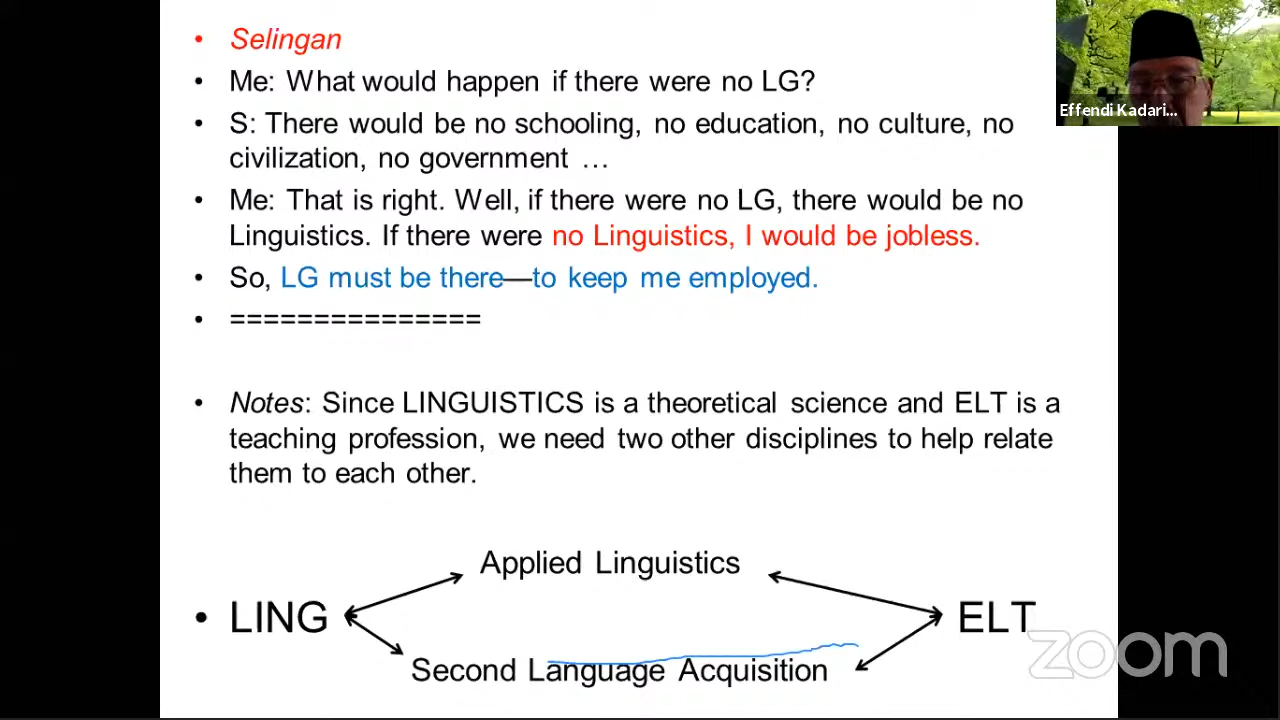 • Selingan
• Me: What would happen if there were no LG?
• S: There would be no schooling, no education, no culture, no
civilization, no government …
• Me: That is right. Well, if there were no LG, there would be no
Linguistics. If there were no Linguistics, I would be jobless.
• So, LG must be there—to keep me employed.
• ===============
• Notes: Since LINGUISTICS is a theoretical science and ELT is a
teaching profession, we need two other disciplines to help relate
them to each other.
Applied Linguistics
• LING
ELT
Second Language Acquisition
Effendi Kadari...
zoom